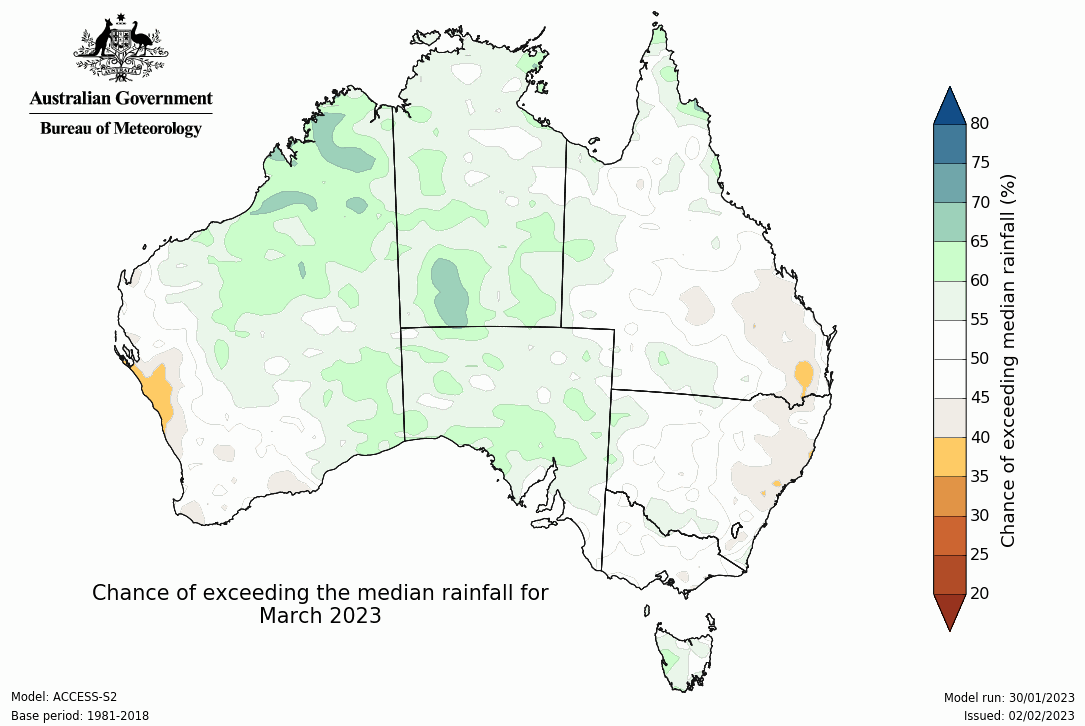 Australian Government
Bureau of Meteorology
80
75
70
65
60
55
50
45
40
35
30
25
20
Chance of exceeding median rainfall (%)
Chance of exceeding the median rainfall for
March 2023
Model: ACCESS-S2
Base period: 1981-2018
Model run: 30/01/2023
Issued: 02/02/2023